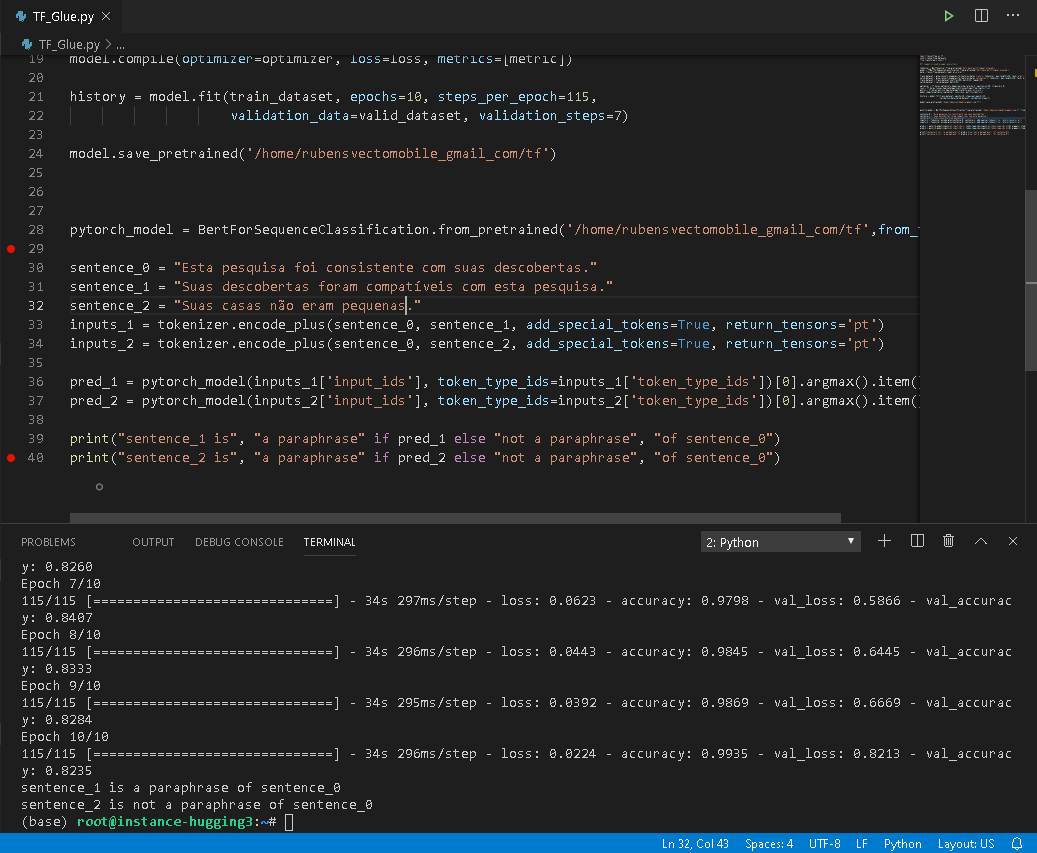 TF_Glue.py
TF_Glue.py > ...
19 model.compile(optimizer=optimizer, loss=loss, metrics=[metric])
20
21 history = model.fit(train_dataset, epochs=10, steps_per_epoch=115,
22 validation_data=valid_dataset, validation_steps=7)
23
24 model.save_pretrained('/home/rubensvectomobile_gmail_com/tf')
25
26
27
28 pytorch_model = BertForSequenceClassification.from_pretrained('/home/rubensvectomobile_gmail_com/tf',from_
29
30 sentence_0 = "Esta pesquisa foi consistente com suas descobertas."
31 sentence_1 = "Suas descobertas foram compatíveis com esta pesquisa."
32 sentence_2 = "Suas casas não eram pequenas."
33 inputs_1 = tokenizer.encode_plus(sentence_0, sentence_1, add_special_tokens=True, return_tensors='pt')
34 inputs_2 = tokenizer.encode_plus(sentence_0, sentence_2, add_special_tokens=True, return_tensors='pt')
35
36 pred_1 = pytorch_model(inputs_1['input_ids'], token_type_ids=inputs_1['token_type_ids'])[0].argmax().item()
37 pred_2 = pytorch_model(inputs_2['input_ids'], token_type_ids=inputs_2['token_type_ids'])[0].argmax().item()
38
39 print("sentence_1 is", "a paraphrase" if pred_1 else "not a paraphrase", "of sentence_0")
40 print("sentence_2 is", "a paraphrase" if pred_2 else "not a paraphrase", "of sentence_0")
PROBLEMS OUTPUT DEBUG CONSOLE TERMINAL 2: Python
y: 0.8260
Epoch 7/10
115/115 [==============================] - 34s 297ms/step - loss: 0.0623 - accuracy: 0.9798 - val_loss: 0.5866 - val_accurac
y: 0.8407
Epoch 8/10
115/115 [==============================] - 34s 296ms/step - loss: 0.0443 - accuracy: 0.9845 - val_loss: 0.6445 - val_accurac
y: 0.8333
Epoch 9/10
115/115 [==============================] - 34s 295ms/step - loss: 0.0392 - accuracy: 0.9869 - val_loss: 0.6669 - val_accurac
y: 0.8284
Epoch 10/10
115/115 [==============================] - 34s 296ms/step - loss: 0.0224 - accuracy: 0.9935 - val_loss: 0.8213 - val_accurac
y: 0.8235
sentence_1 is a paraphrase of sentence_0
sentence_2 is not a paraphrase of sentence_0
(base) root@instance-hugging3:~#
Ln 32, Col 43 Spaces: 4 UTF-8 LF Python Layout: US